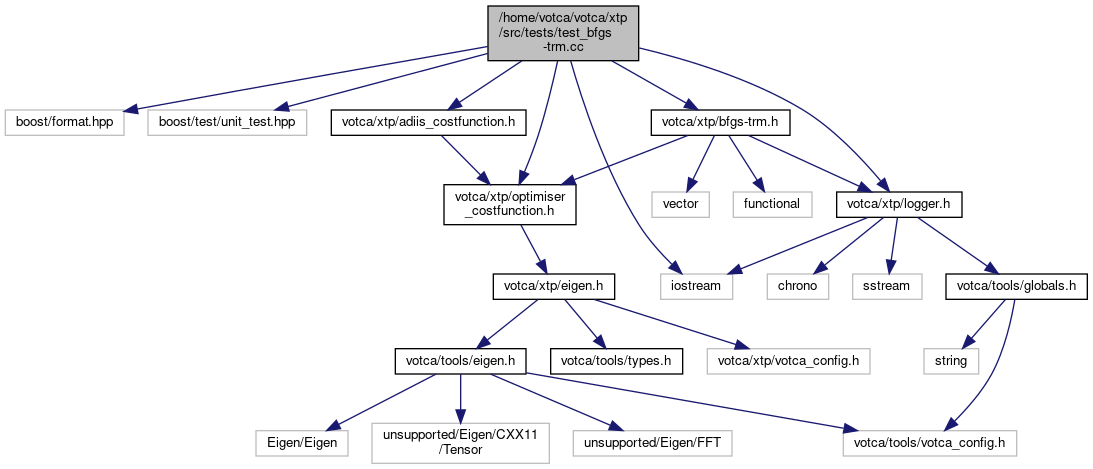 /home/votca/votca/xtp
/src/tests/test_bfgs
-trm.cc
boost/format.hpp
boost/test/unit_test.hpp
votca/xtp/adiis_costfunction.h
votca/xtp/bfgs-trm.h
votca/xtp/optimiser
_costfunction.h
vector
functional
votca/xtp/logger.h
votca/xtp/eigen.h
iostream
chrono
sstream
votca/tools/globals.h
votca/tools/eigen.h
votca/tools/types.h
votca/xtp/votca_config.h
string
Eigen/Eigen
unsupported/Eigen/CXX11
/Tensor
unsupported/Eigen/FFT
votca/tools/votca_config.h